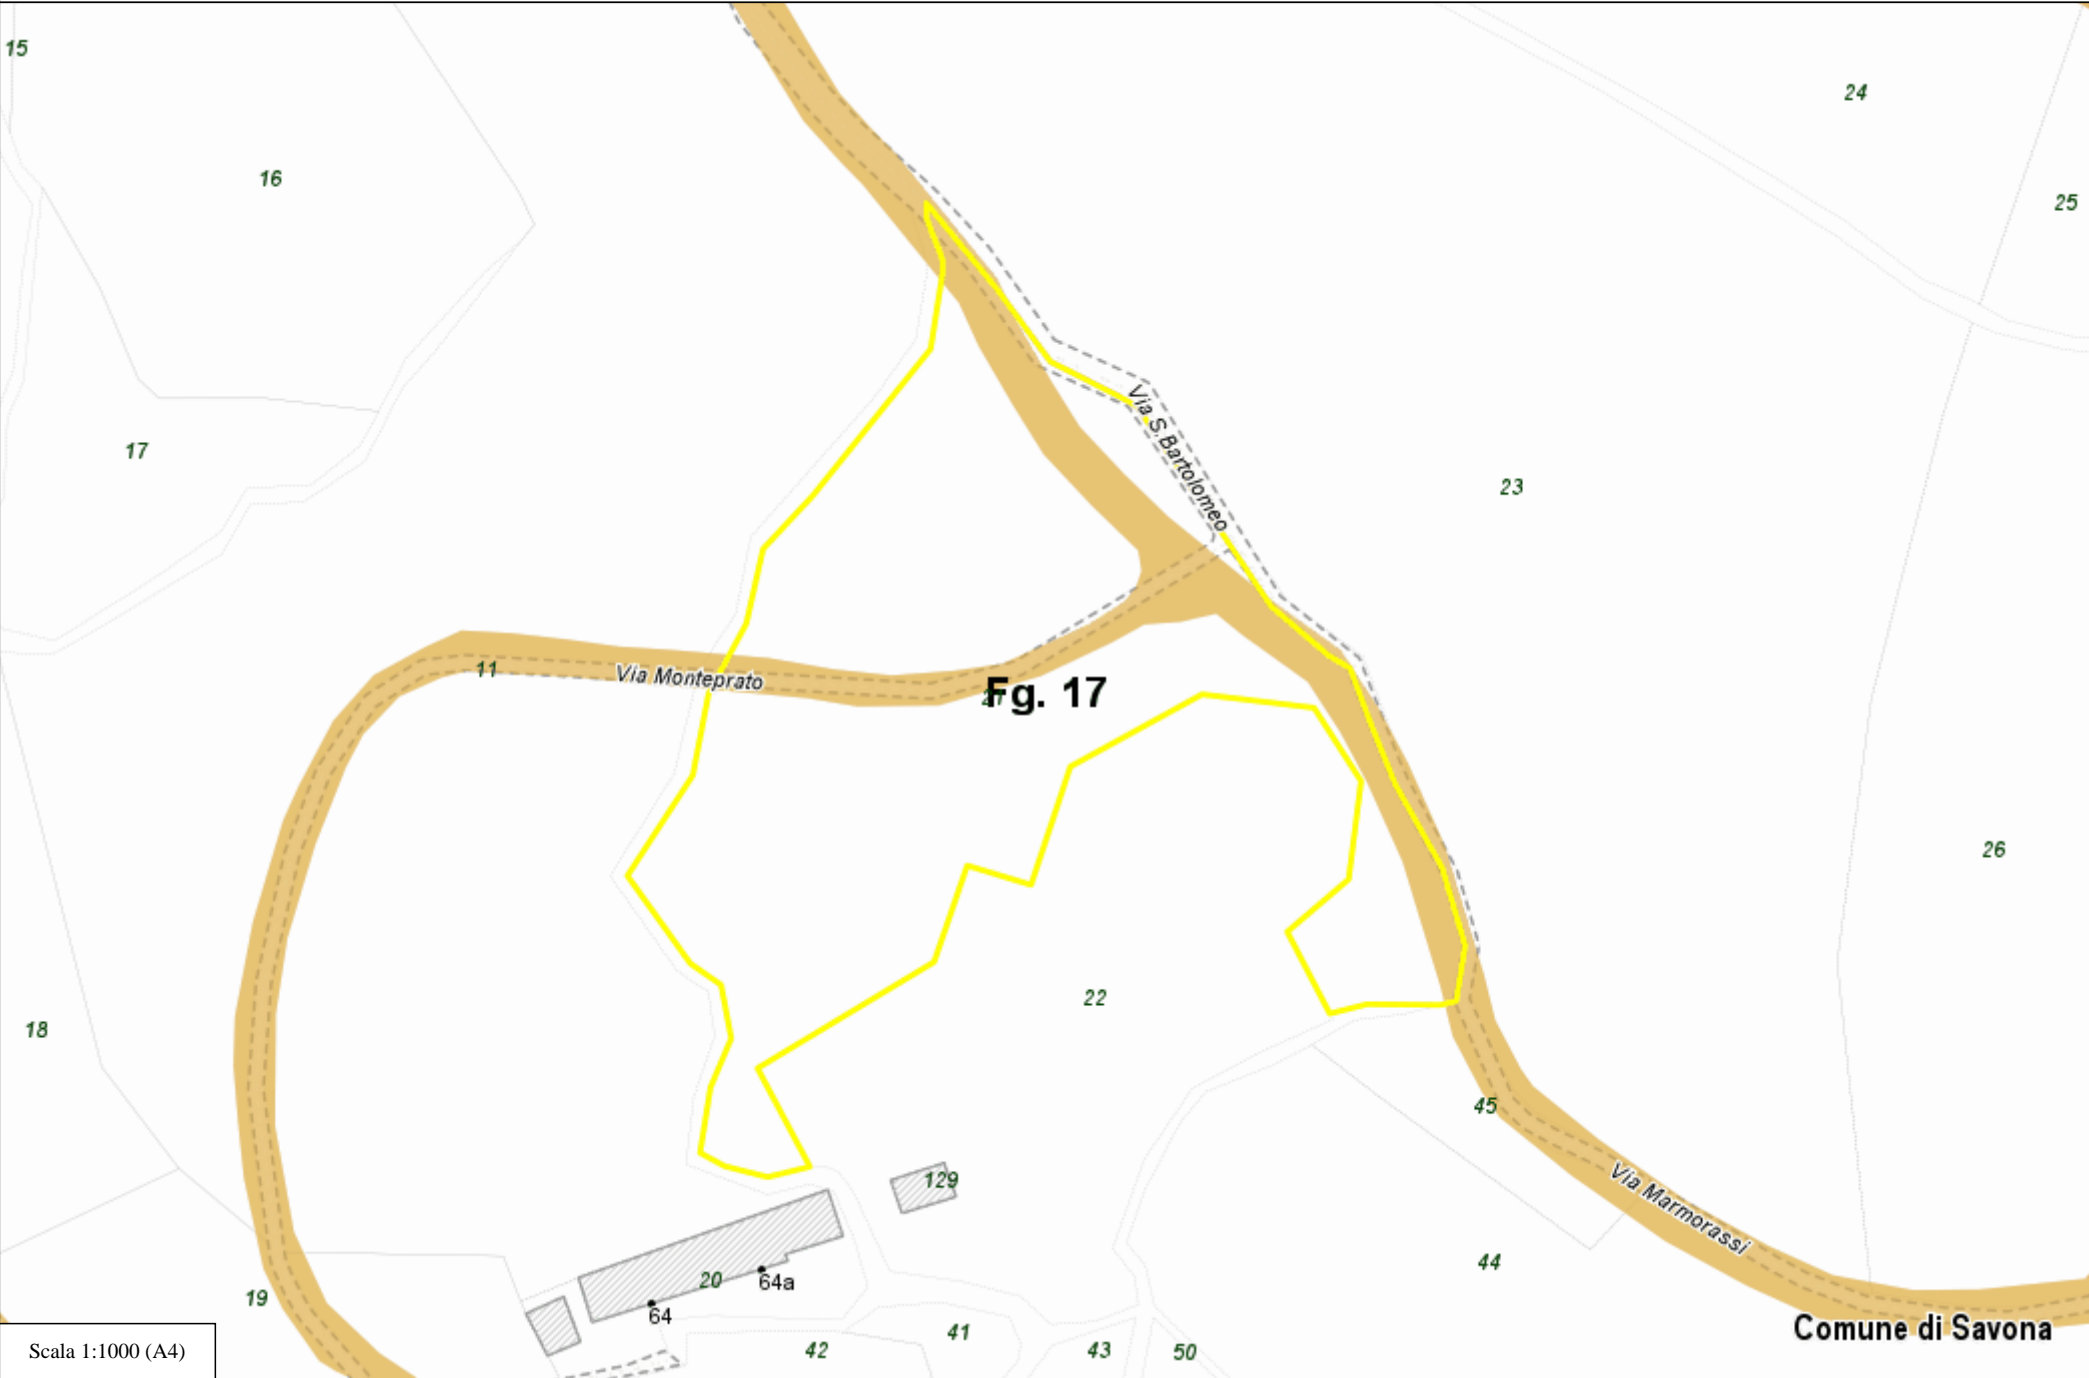 15
24
16
25
Via S.Bartolomeo
17
23
11
Via Monteprato
Fg. 17
26
22
18
45
129
Via Marmorassi
44
20
64a
19
64
Comune di Savona
41
Scala 1:1000 (A4)
42
43
50